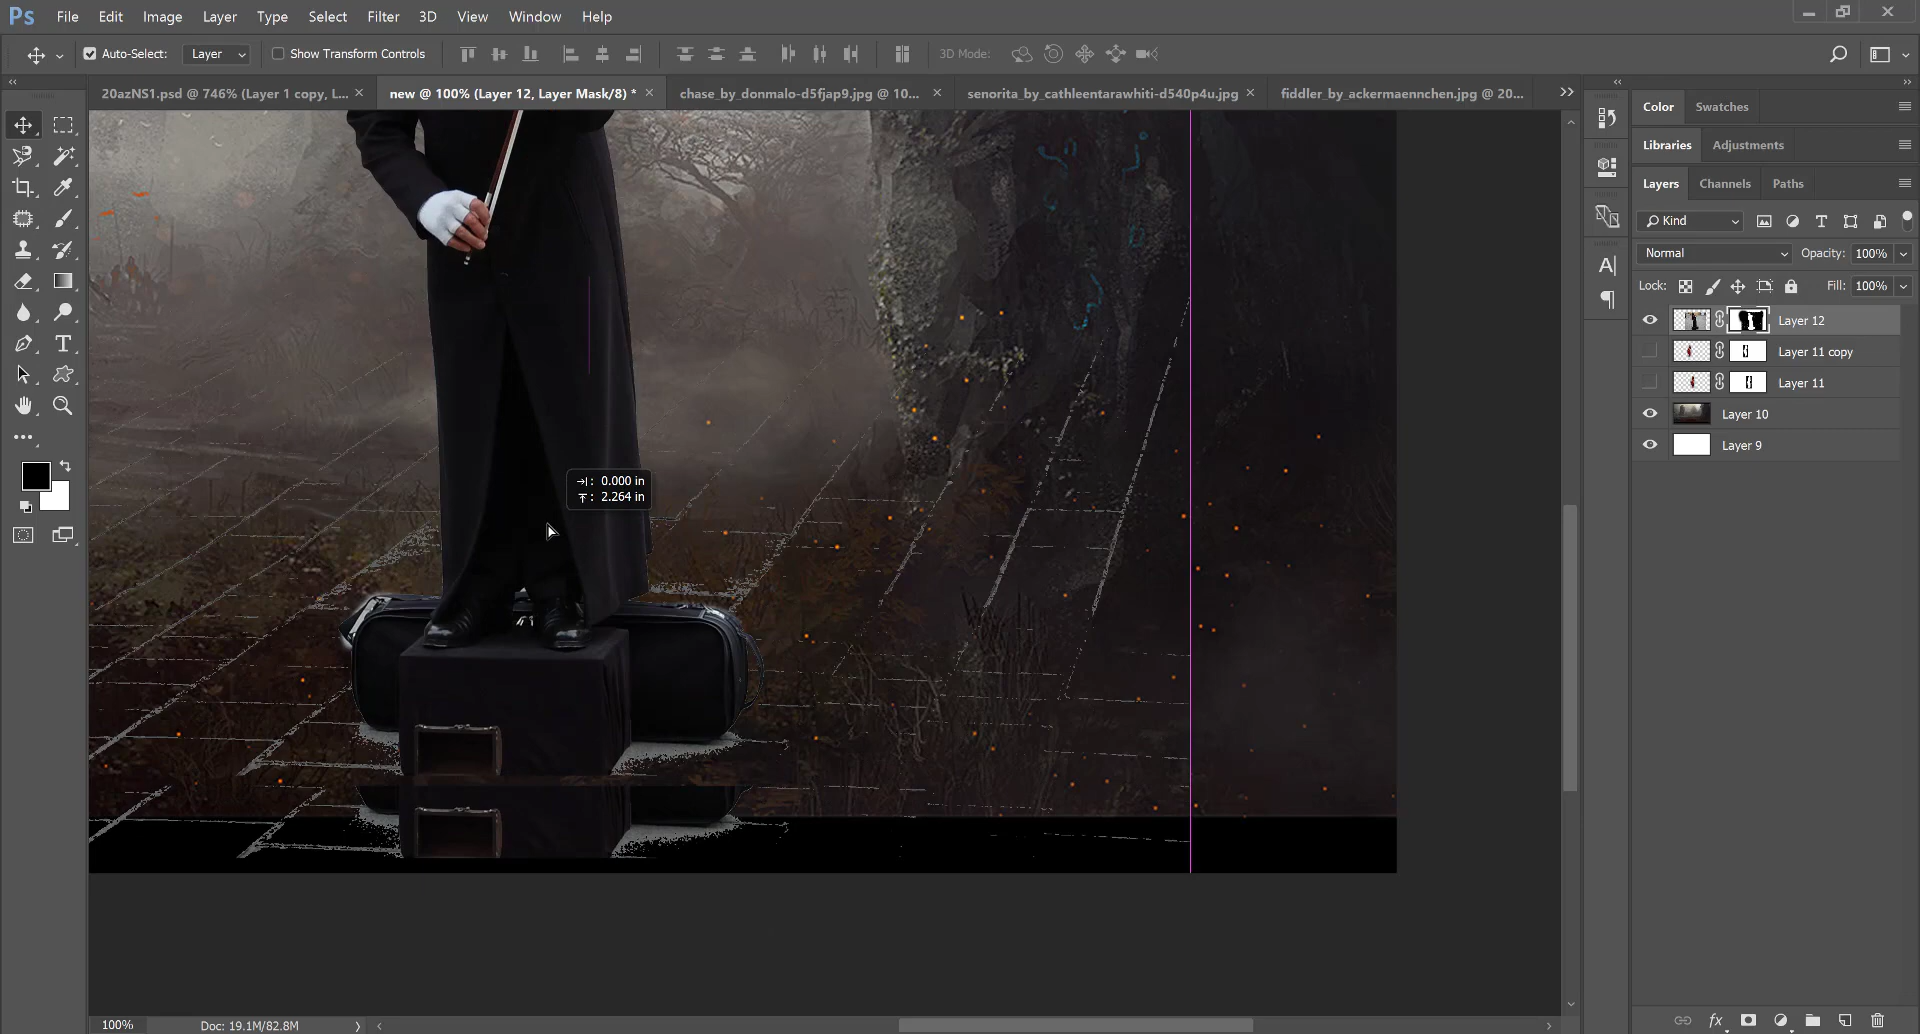 Ps File Edit Image Layer Type Select Filter 3D View Window Help
Auto-Select: Layer Show Transform Controls 3D Mode:
20azNS1.psd @ 746% (Layer 1 copy, L... new @ 100% (Layer 12, Layer Mask/8) * chase_by_donmalo-d5fjap9.jpg @ 10... senorita_by_cathleentarawhiti-d540p4u.jpg fiddler_by_ackermaennchen.jpg @ 20...
Color Swatches
Libraries Adjustments
Layers Channels Paths
Kind
Normal Opacity: 100%
Lock: Fill: 100%
Layer 12
Layer 11 copy
Layer 11
Layer 10
Layer 9
0.000 in
2.264 in
100% Doc: 19.1M/82.8M